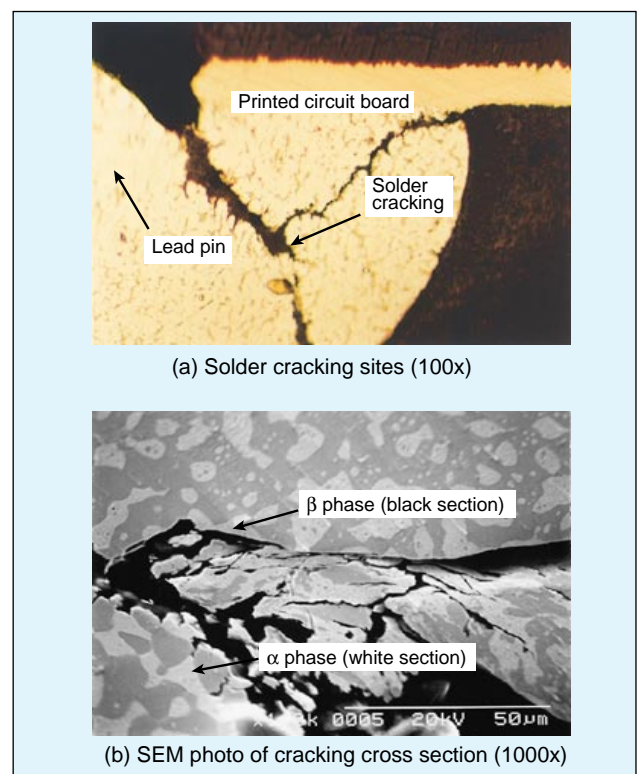 Printed circuit board
Solder
cracking
Lead pin
(a) Solder cracking sites (100x)
β phase (black section)
α phase (white section)
0005 20kV 50µm
(b) SEM photo of cracking cross section (1000x)